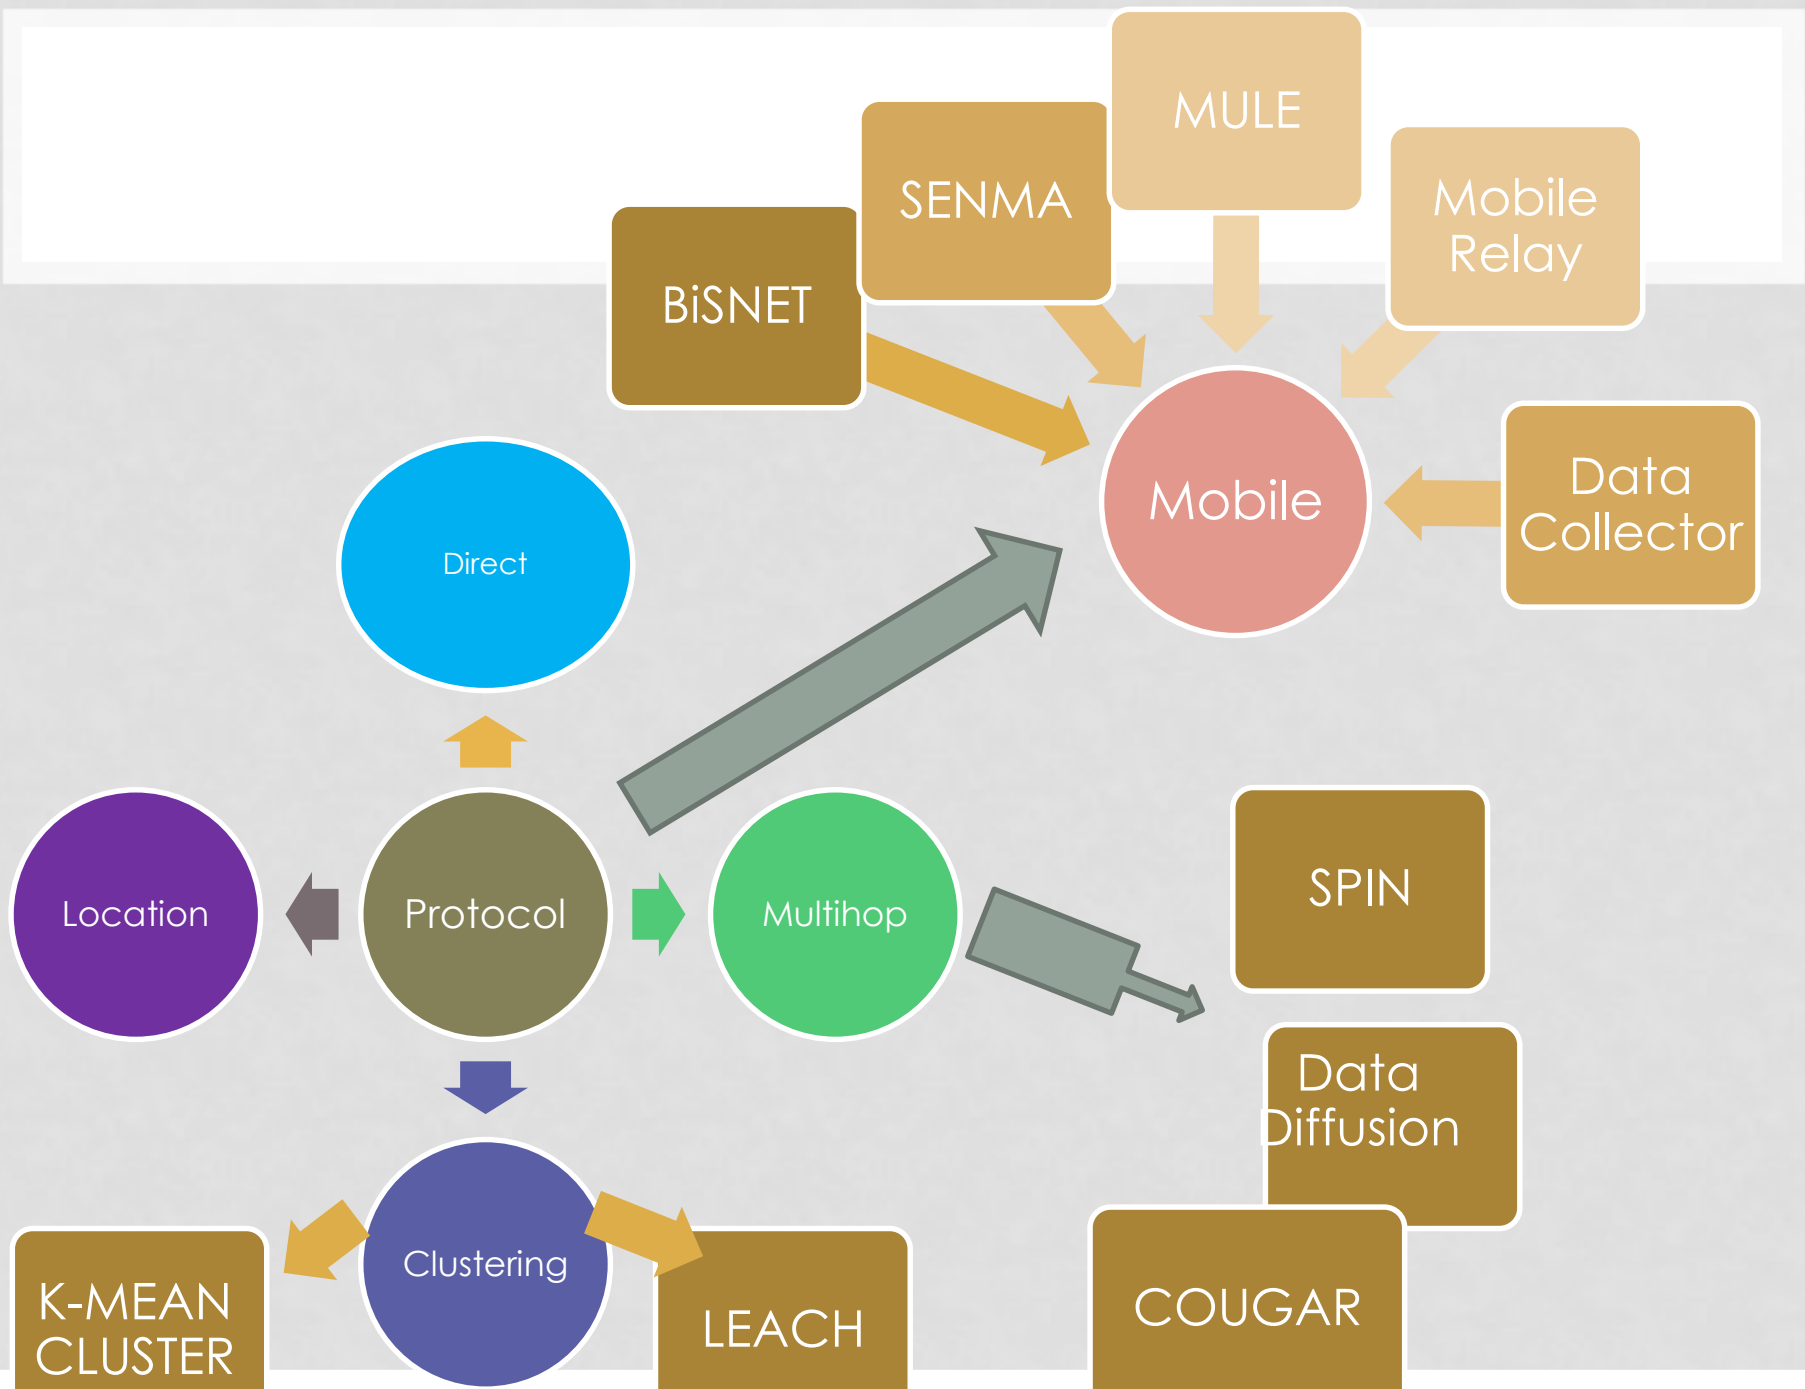 MULE
SENMA
Mobile
Relay
BiSNET
Data
Collector
Mobile
Direct
Location
Protocol
Multihop
SPIN
Data
Diffusion
Clustering
K-MEAN
CLUSTER
LEACH
COUGAR